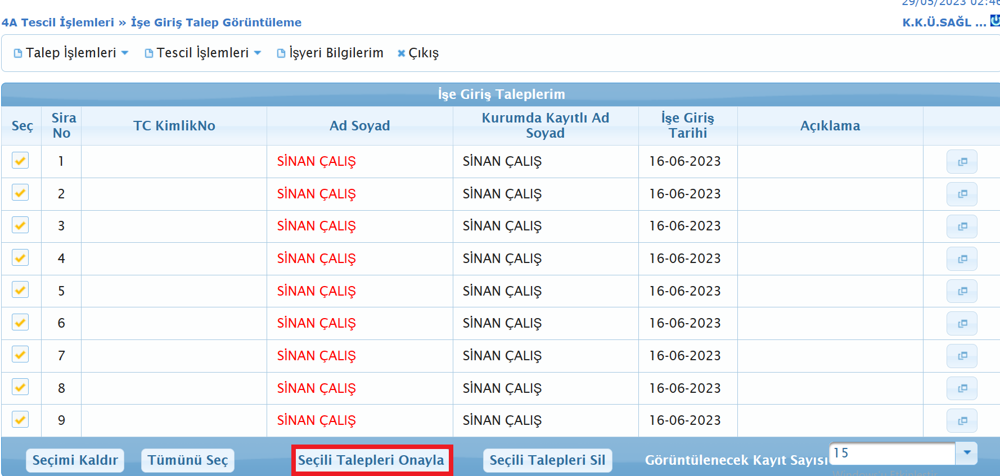 29/05/2023 02:46
4A Tescil İşlemleri » İşe Giriş Talep Görüntüleme
K.K.Ü.SAĞL ...
Talep İşlemleri Tescil İşlemleri İşyeri Bilgilerim Çıkış
İşe Giriş Taleplerim
Seç Sira No TC KimlikNo Ad Soyad Kurumda Kayıtlı Ad Soyad İşe Giriş Tarihi Açıklama
1 SİNAN ÇALIŞ SİNAN ÇALIŞ 16-06-2023
2 SİNAN ÇALIŞ SİNAN ÇALIŞ 16-06-2023
3 SİNAN ÇALIŞ SİNAN ÇALIŞ 16-06-2023
4 SİNAN ÇALIŞ SİNAN ÇALIŞ 16-06-2023
5 SİNAN ÇALIŞ SİNAN ÇALIŞ 16-06-2023
6 SİNAN ÇALIŞ SİNAN ÇALIŞ 16-06-2023
7 SİNAN ÇALIŞ SİNAN ÇALIŞ 16-06-2023
8 SİNAN ÇALIŞ SİNAN ÇALIŞ 16-06-2023
9 SİNAN ÇALIŞ SİNAN ÇALIŞ 16-06-2023
Seçimi Kaldır Tümünü Seç Seçili Talepleri Onayla Seçili Talepleri Sil Görüntülenecek Kayıt Sayısı 15
Windows'u Etkinleştir